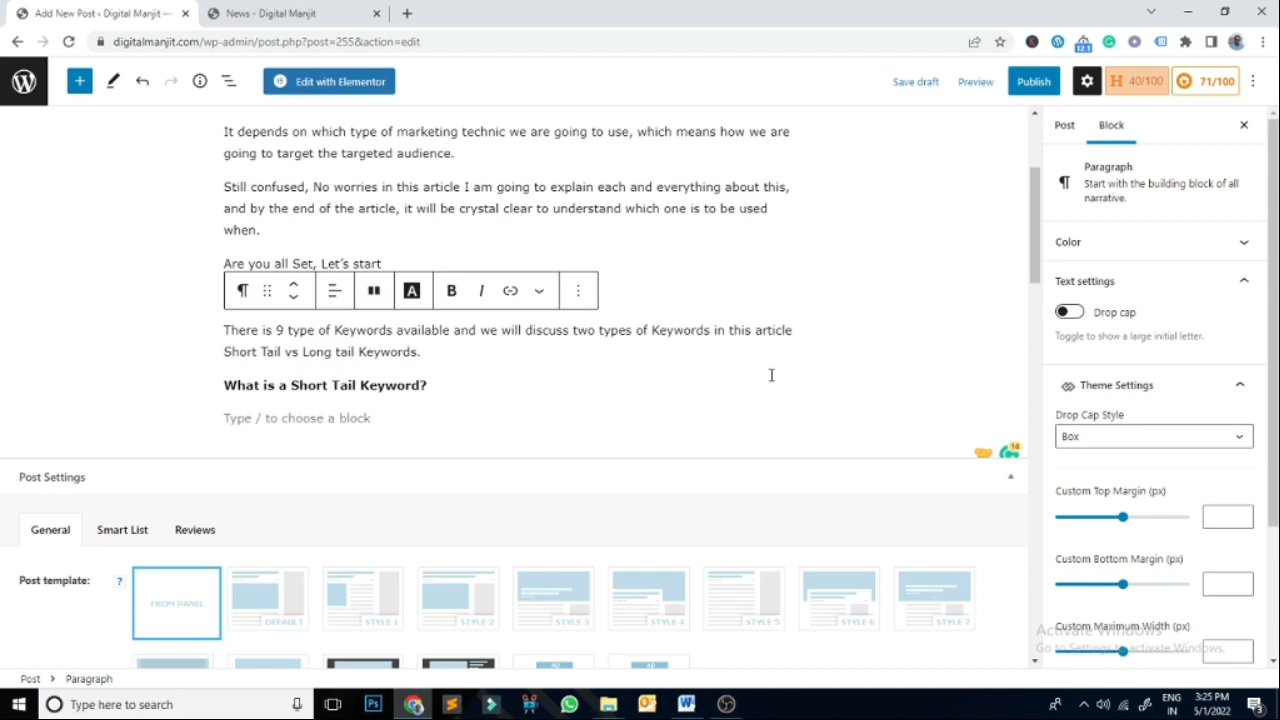 Add New Post ‹ Digital Manjit —
News - Digital Manjit
digitalmanjit.com/wp-admin/post.php?post=255&action=edit
12.1
Edit with Elementor
Save draft
Preview
Publish
H 40/100
71/100
It depends on which type of marketing technic we are going to use, which means how we are
going to target the targeted audience.
Still confused, No worries in this article I am going to explain each and everything about this,
and by the end of the article, it will be crystal clear to understand which one is to be used
when.
Are you all Set, Let's start
A
B
I
There is 9 type of Keywords available and we will discuss two types of Keywords in this article
Short Tail vs Long tail Keywords.
What is a Short Tail Keyword?
Type / to choose a block
14
Post
Block
Paragraph
Start with the building block of all
narrative.
Color
Text settings
Drop cap
Toggle to show a large initial letter.
Theme Settings
Drop Cap Style
Box
Custom Top Margin (px)
Custom Bottom Margin (px)
Custom Maximum Width (px)
Activate Windows
Go to Settings to activate Windows.
Post Settings
General
Smart List
Reviews
Post template:
?
FROM PANEL
DEFAULT
STYLE 1
STYLE 2
STYLE 3
STYLE 4
STYLE 5
STYLE 6
STYLE 7
AD
AD
Post > Paragraph
Type here to search
Ps
ENG
IN
3:25 PM
5/1/2022